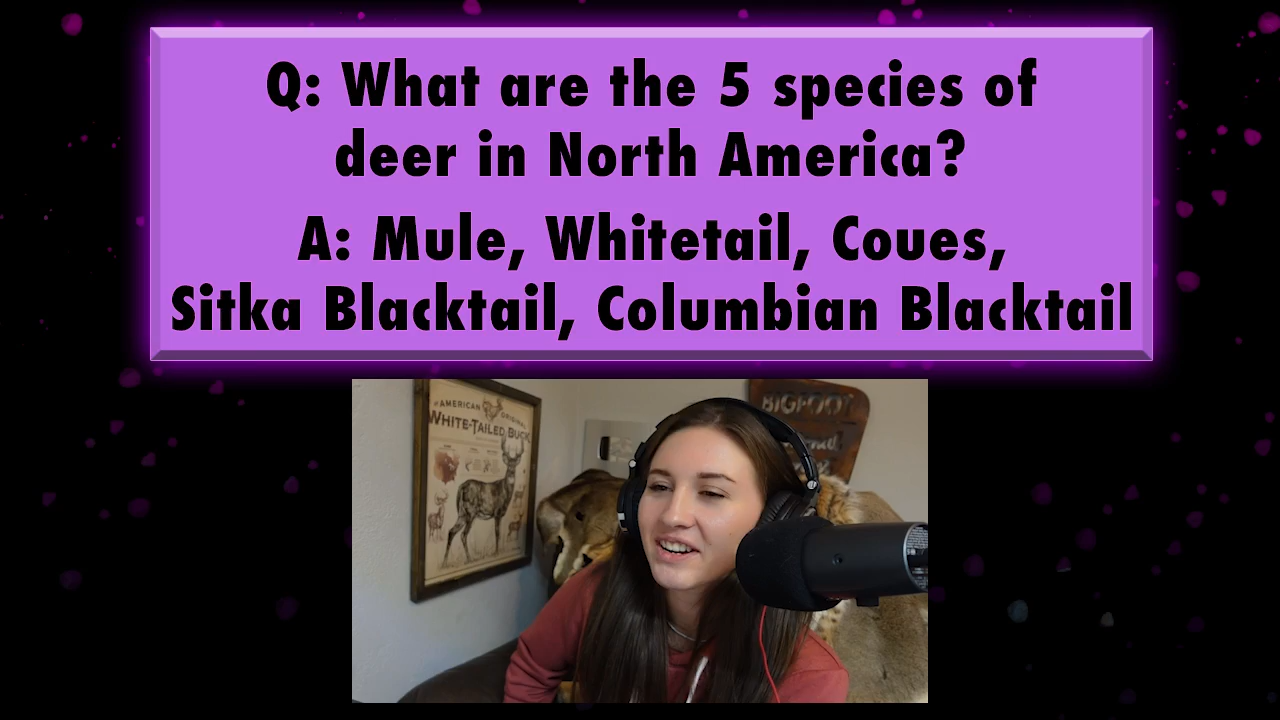 Q: What are the 5 species of
deer in North America?
A: Mule, Whitetail, Coues,
Sitka Blacktail, Columbian Blacktail
AMERICAN ORIGINAL
WHITE-TAILED BUCK
BIGFOOT